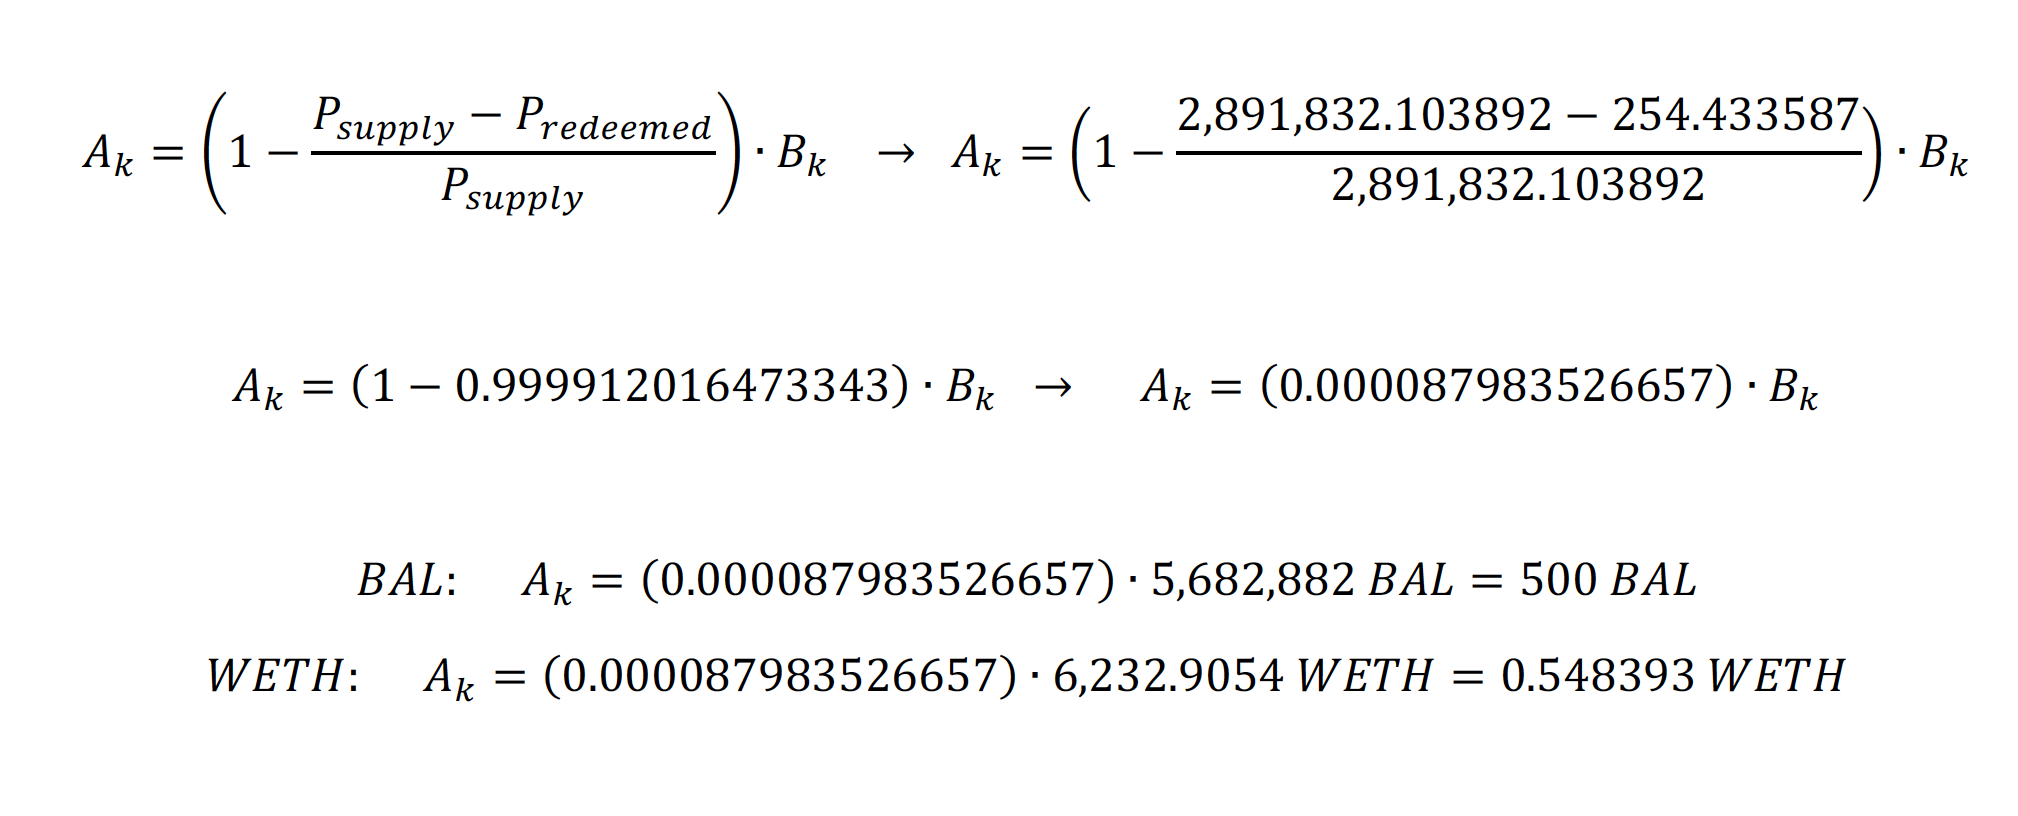 A_k = (1 − (P_supply − P_redeemed) / P_supply) · B_k → A_k = (1 − (2,891,832.103892 − 254.433587) / 2,891,832.103892) · B_k
A_k = (1 − 0.999912016473343) · B_k → A_k = (0.000087983526657) · B_k
BAL: A_k = (0.000087983526657) · 5,682,882 BAL = 500 BAL
WETH: A_k = (0.000087983526657) · 6,232.9054 WETH = 0.548393 WETH